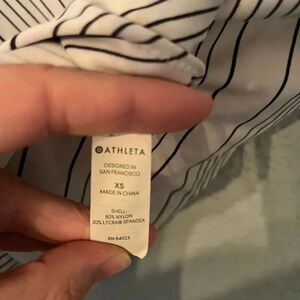 ATHLETA
DESIGNED IN
SAN FRANCISCO
XS
MADE IN CHINA
SHELL:
80% NYLON
20% LYCRA® SPANDEX
RN 54023